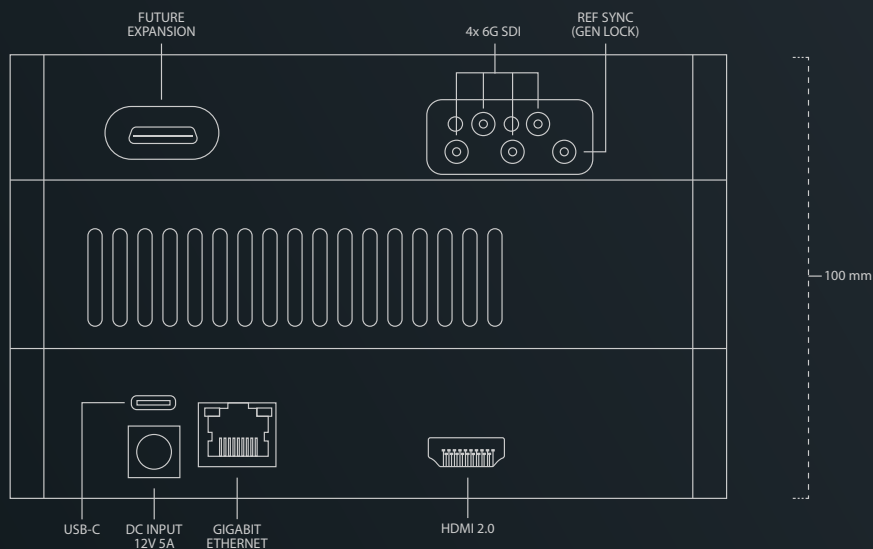 FUTURE
EXPANSION
4x 6G SDI
REF SYNC
(GEN LOCK)
100 mm
USB-C
DC INPUT
12V 5A
GIGABIT
ETHERNET
HDMI 2.0